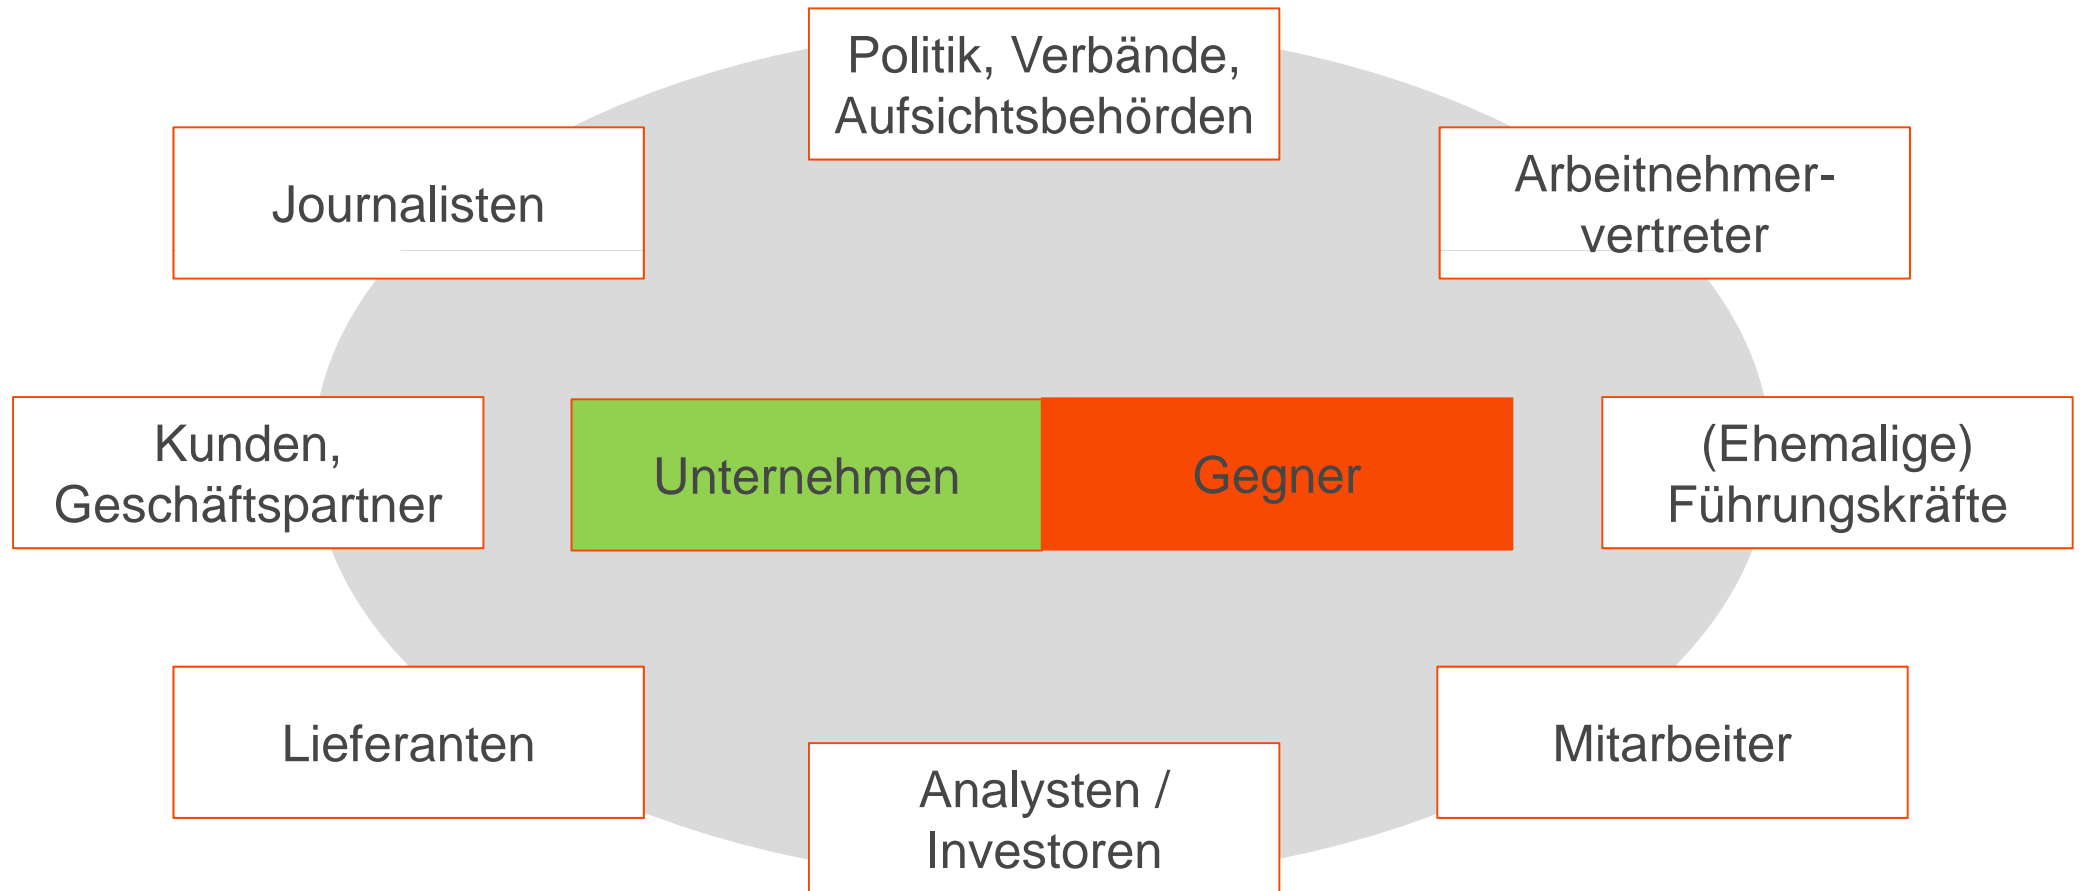 Politik, Verbände,
Aufsichtsbehörden
Journalisten
Arbeitnehmer-
vertreter
Kunden,
Geschäftspartner
Unternehmen
Gegner
(Ehemalige)
Führungskräfte
Lieferanten
Mitarbeiter
Analysten /
Investoren